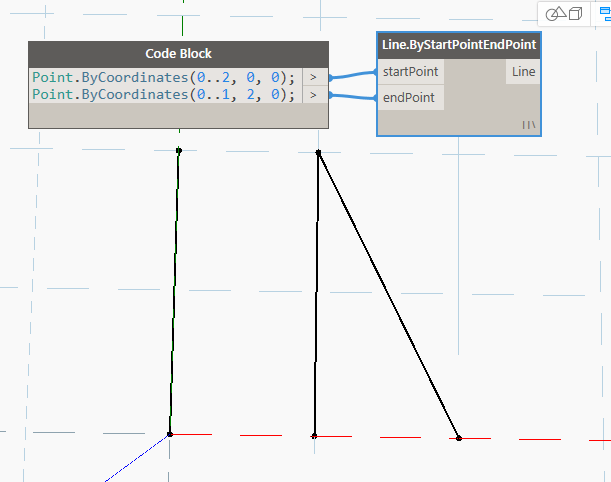 Code Block
Point.ByCoordinates(0..2, 0, 0); >
Point.ByCoordinates(0..1, 2, 0); >
Line.ByStartPointEndPoint
startPoint Line
endPoint